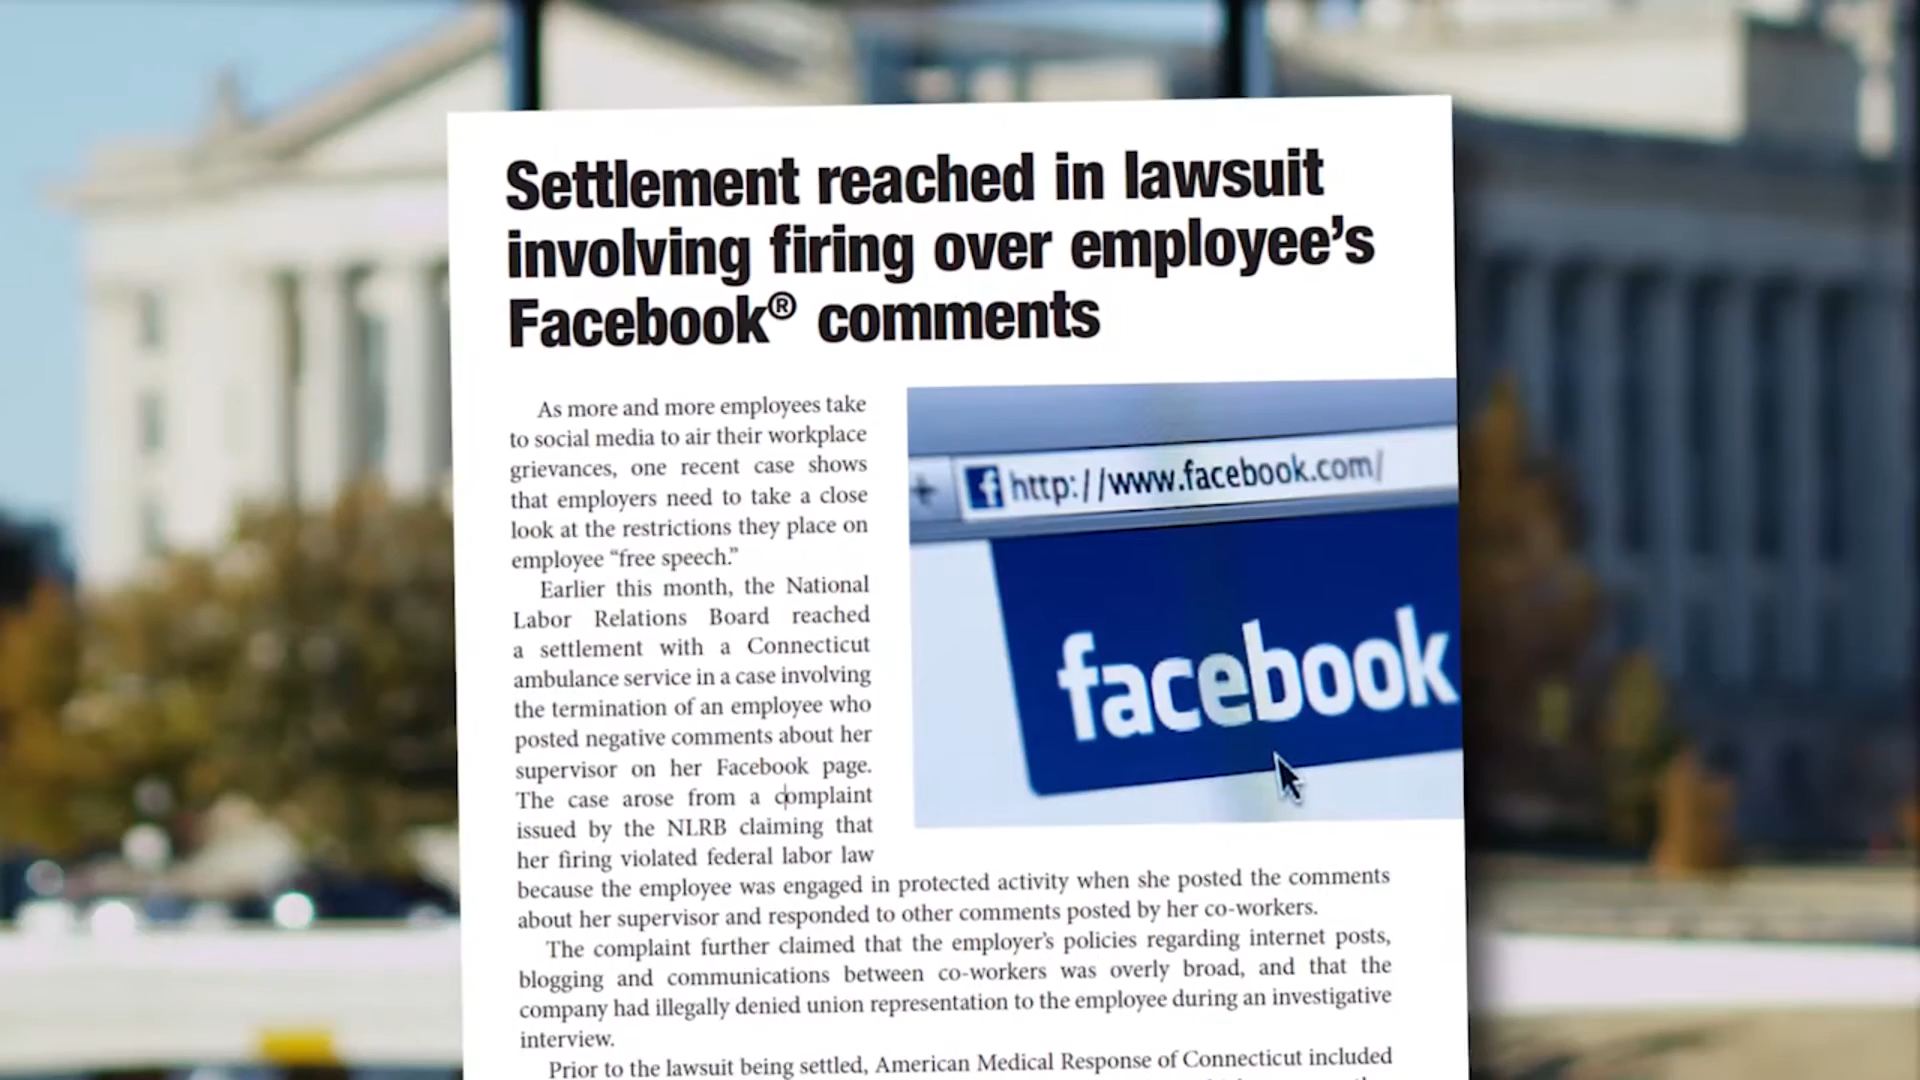 Settlement reached in lawsuit
involving firing over employee's
Facebook® comments
As more and more employees take
to social media to air their workplace
grievances, one recent case shows
that employers need to take a close
look at the restrictions they place on
employee “free speech.”
Earlier this month, the National
Labor Relations Board reached
a settlement with a Connecticut
ambulance service in a case involving
the termination of an employee who
posted negative comments about her
supervisor on her Facebook page.
The case arose from a complaint
issued by the NLRB claiming that
her firing violated federal labor law
because the employee was engaged in protected activity when she posted the comments
about her supervisor and responded to other comments posted by her co-workers.
The complaint further claimed that the employer's policies regarding internet posts,
blogging and communications between co-workers was overly broad, and that the
company had illegally denied union representation to the employee during an investigative
interview.
Prior to the lawsuit being settled, American Medical Response of Connecticut included
f http://www.facebook.com/
facebook